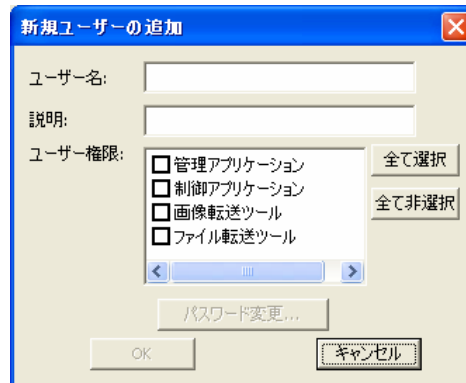 新規ユーザーの追加
ユーザー名:
説明:
ユーザー権限:
管理アプリケーション
制御アプリケーション
画像転送ツール
ファイル転送ツール
全て選択
全て非選択
パスワード変更...
OK
キャンセル